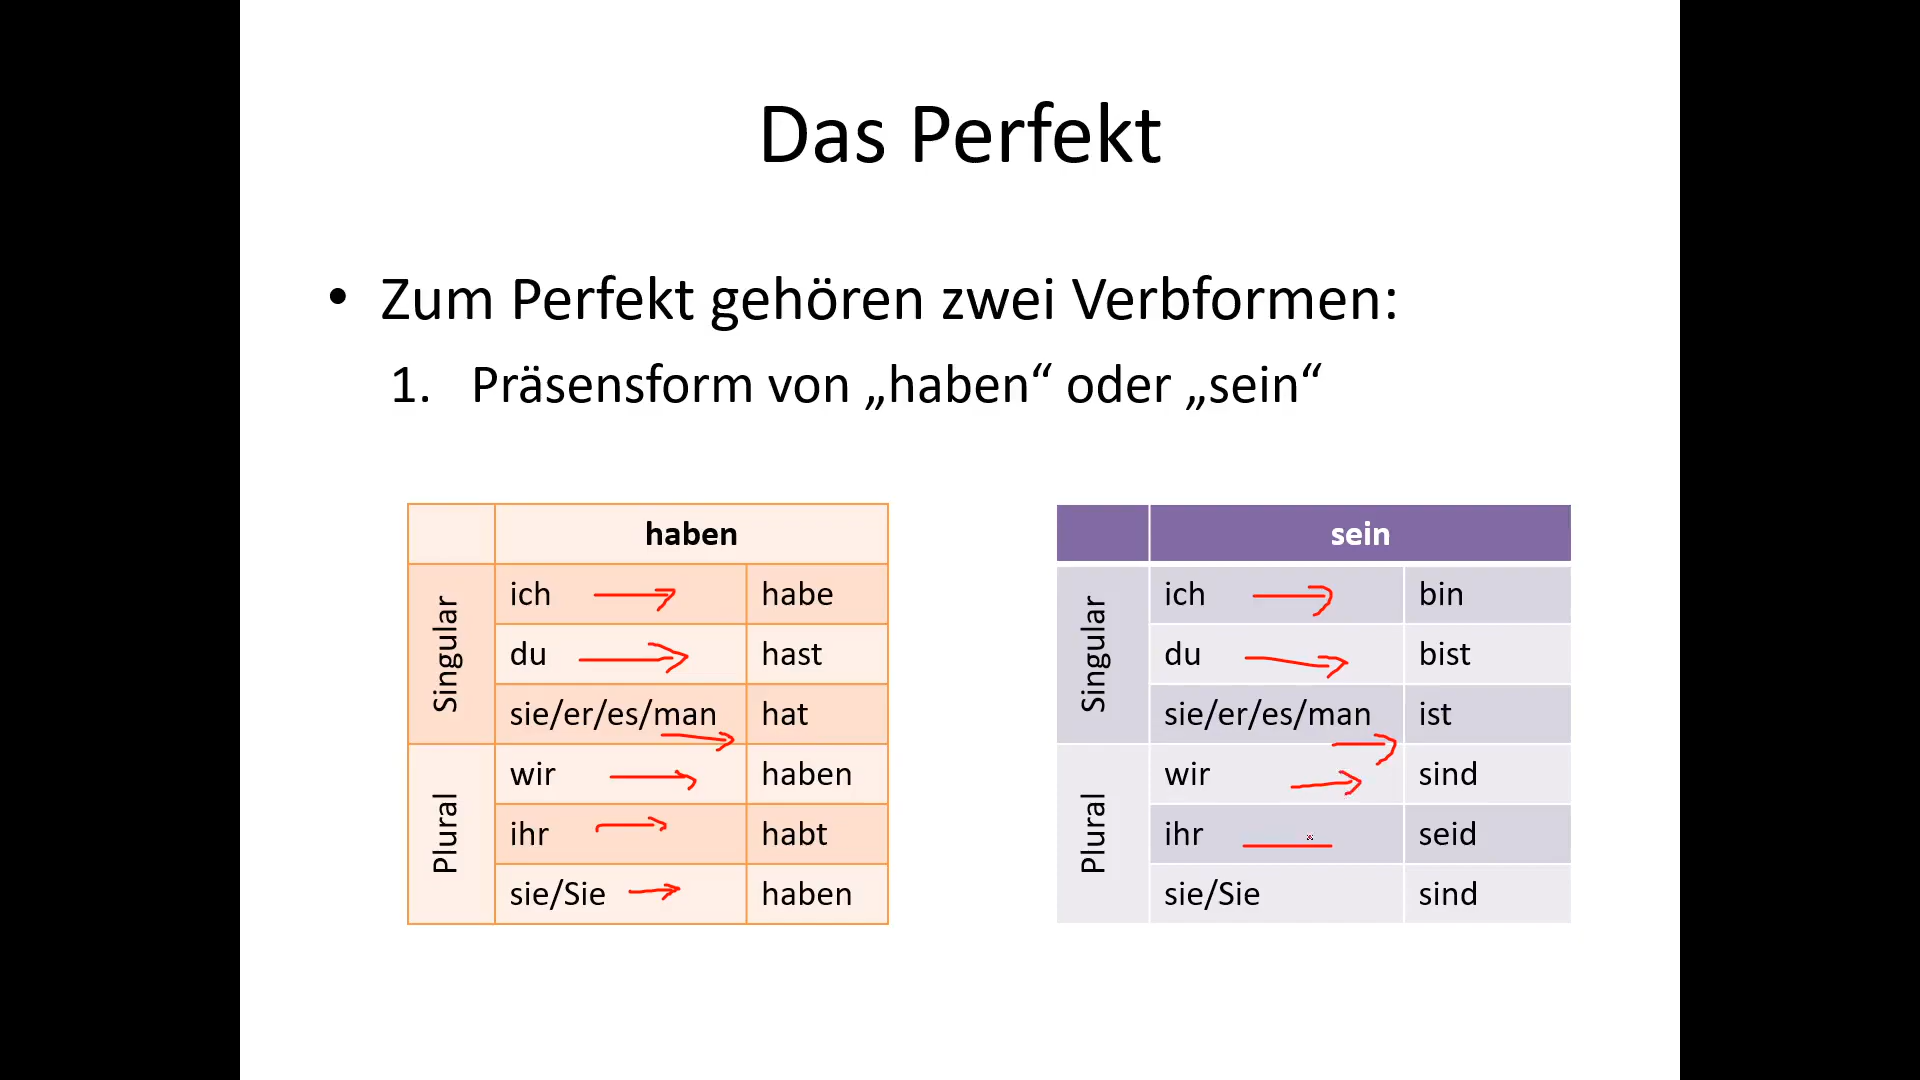 Das Perfekt
• Zum Perfekt gehören zwei Verbformen:
1. Präsensform von „haben“ oder „sein“
haben
Singular
ich habe
du hast
sie/er/es/man hat
Plural
wir haben
ihr habt
sie/Sie haben
sein
Singular
ich bin
du bist
sie/er/es/man ist
Plural
wir sind
ihr seid
sie/Sie sind